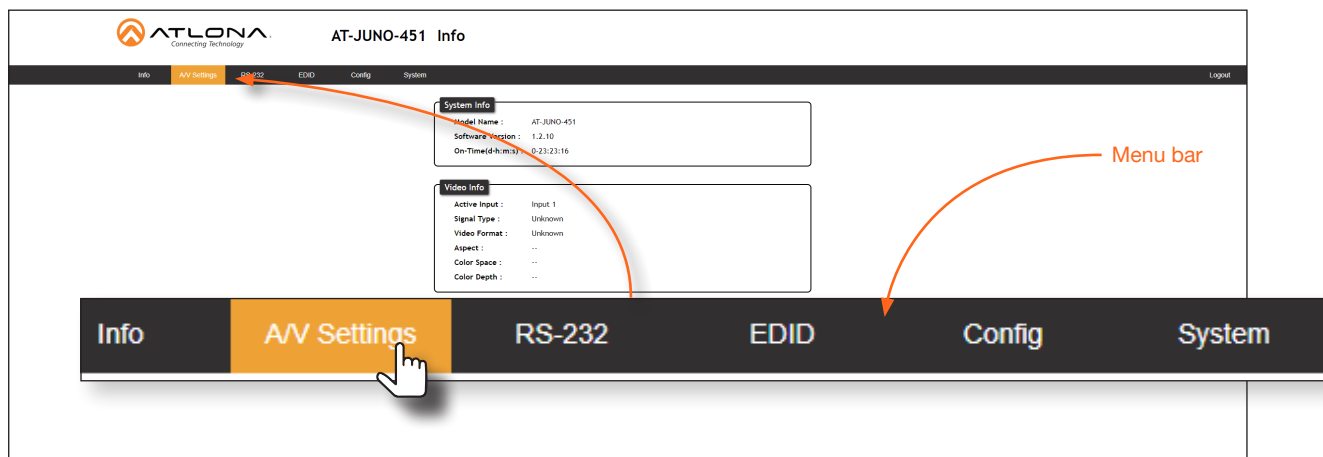 ATLONA.
Connecting Technology
AT-JUNO-451 Info
Info A/V Settings RS-232 EDID Config System Logout
System Info
Model Name : AT-JUNO-451
Software Version : 1.2.10
On-Time(d-h:m:s) : 0-23:23:16
Menu bar
Video Info
Active Input : Input 1
Signal Type : Unknown
Video Format : Unknown
Aspect : --
Color Space : --
Color Depth : --
Info A/V Settings RS-232 EDID Config System